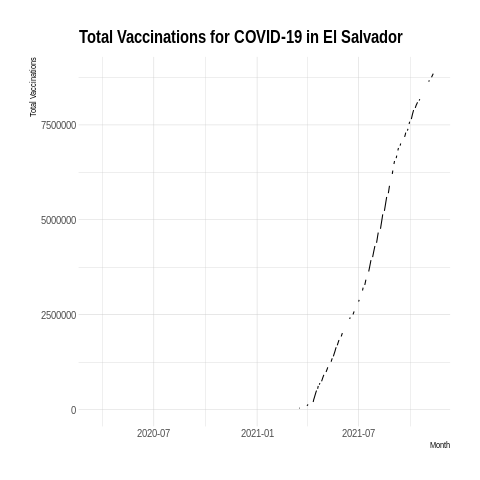 Total Vaccinations for COVID-19 in El Salvador
Total Vaccinations
7500000
5000000
2500000
0
2020-07 2021-01 2021-07
Month